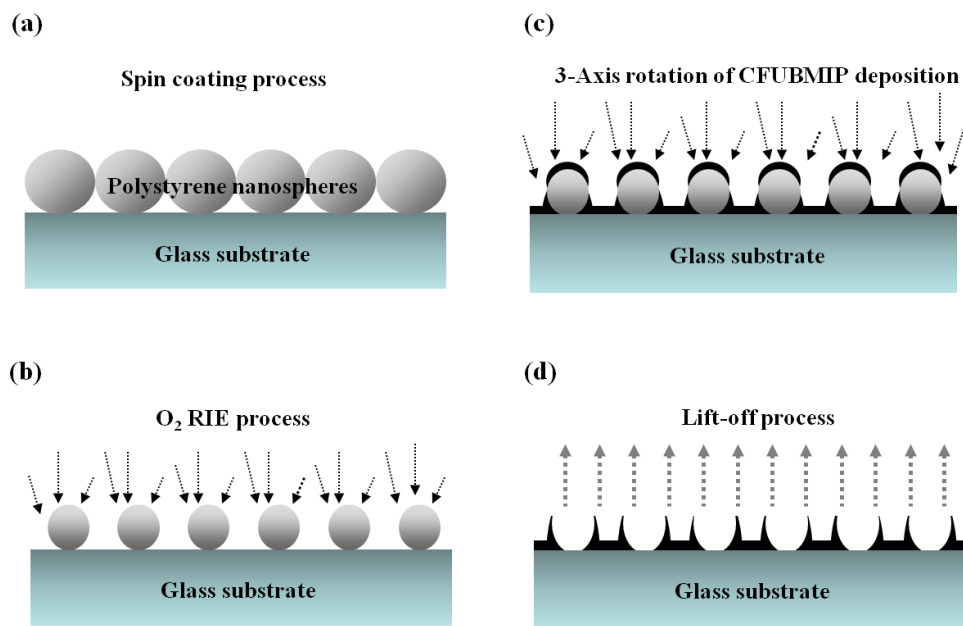 (a)
Spin coating process
Polystyrene nanospheres
Glass substrate
(b)
O₂ RIE process
Glass substrate
(c)
3-Axis rotation of CFUBMIP deposition
Glass substrate
(d)
Lift-off process
Glass substrate